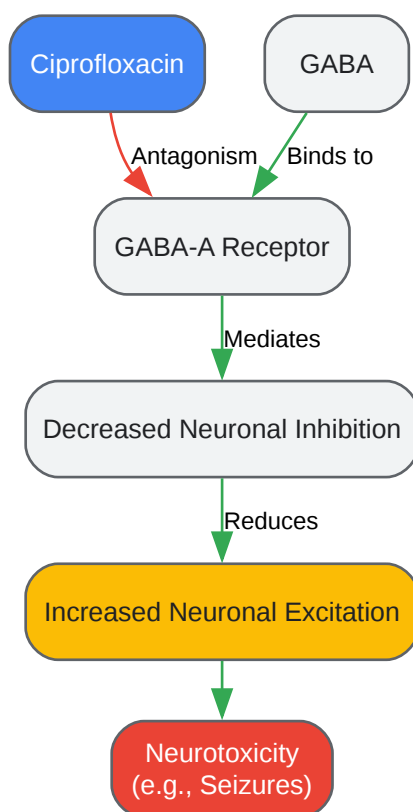 Ciprofloxacin
GABA
Antagonism
Binds to
GABA-A Receptor
Mediates
Decreased Neuronal Inhibition
Reduces
Increased Neuronal Excitation
Neurotoxicity
(e.g., Seizures)